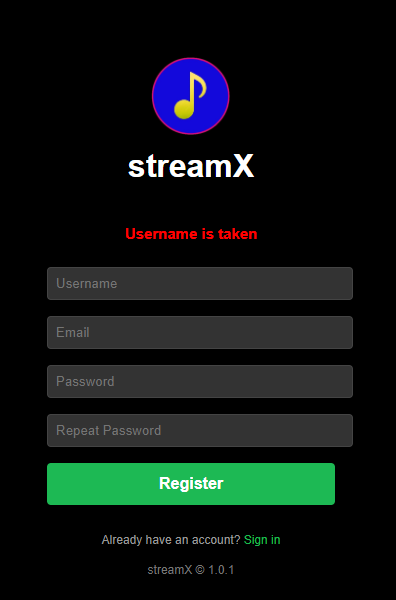 streamX
Username is taken
Username
Email
Password
Repeat Password
Register
Already have an account? Sign in
streamX © 1.0.1